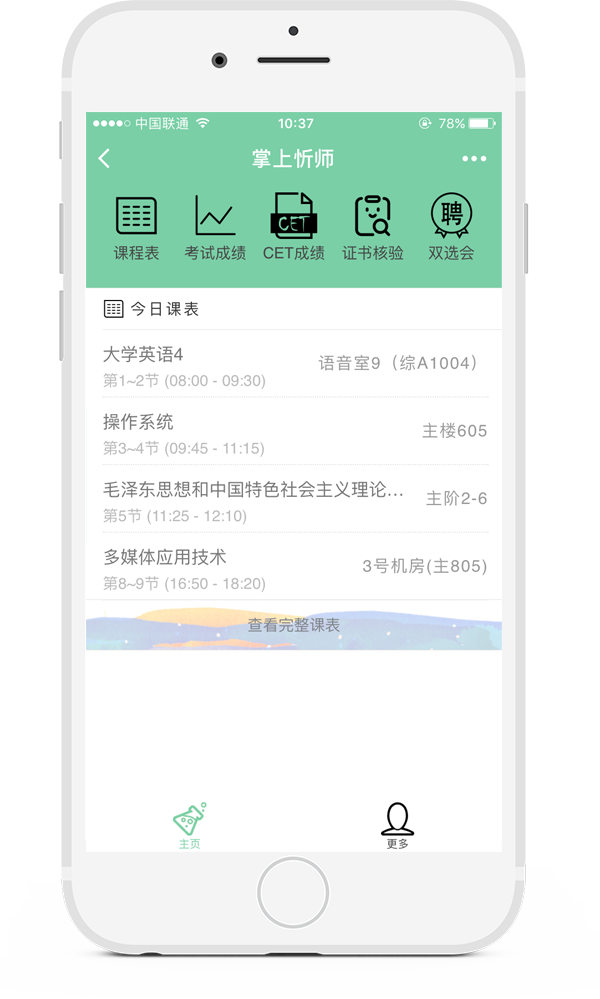 中国联通 10:37 78%
掌上忻师
课程表 考试成绩 CET成绩 证书核验 双选会
CET
聘
今日课表
大学英语4
语音室9（综A1004）
第1~2节 (08:00 - 09:30)
操作系统
主楼605
第3~4节 (09:45 - 11:15)
毛泽东思想和中国特色社会主义理论…
主阶2-6
第5节 (11:25 - 12:10)
多媒体应用技术
3号机房(主805)
第8~9节 (16:50 - 18:20)
查看完整课表
主页 更多